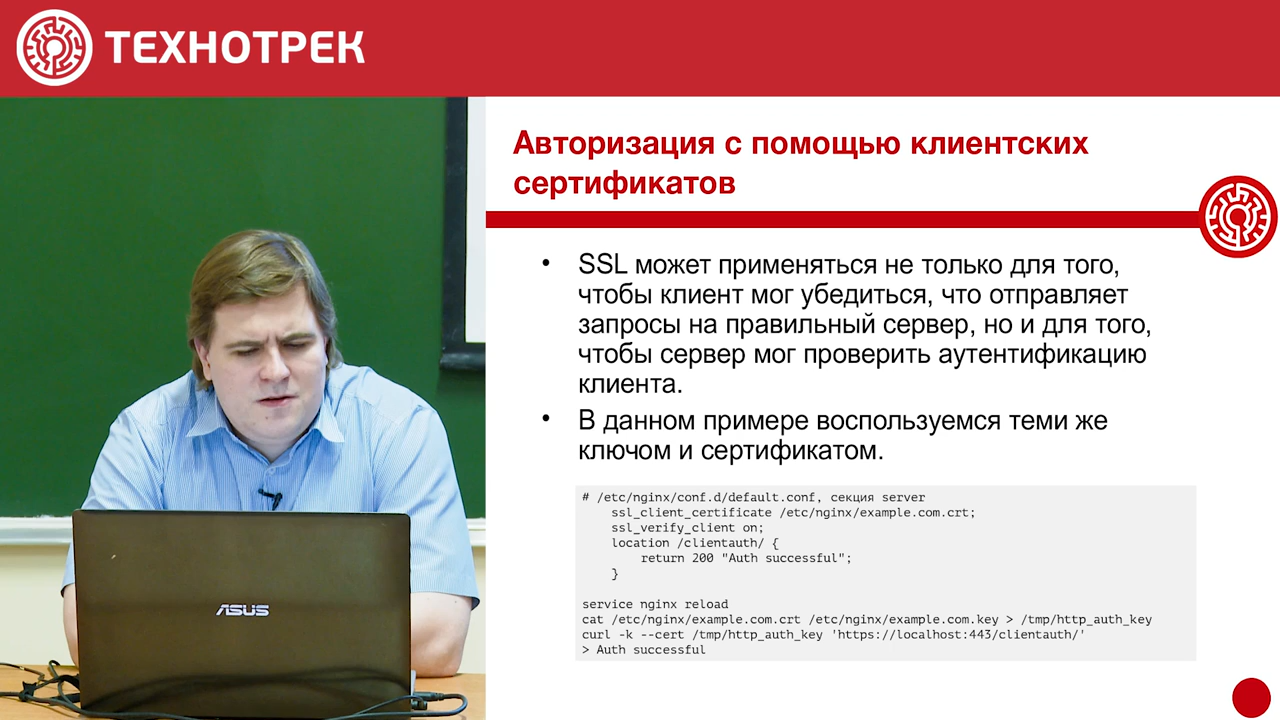 ТЕХНОТРЕК
Авторизация с помощью клиентских
сертификатов
• SSL может применяться не только для того,
чтобы клиент мог убедиться, что отправляет
запросы на правильный сервер, но и для того,
чтобы сервер мог проверить аутентификацию
клиента.
• В данном примере воспользуемся теми же
ключом и сертификатом.
# /etc/nginx/conf.d/default.conf, секция server
    ssl_client_certificate /etc/nginx/example.com.crt;
    ssl_verify_client on;
    location /clientauth/ {
        return 200 "Auth successful";
    }
service nginx reload
cat /etc/nginx/example.com.crt /etc/nginx/example.com.key > /tmp/http_auth_key
curl -k --cert /tmp/http_auth_key 'https://localhost:443/clientauth/'
> Auth successful
ASUS